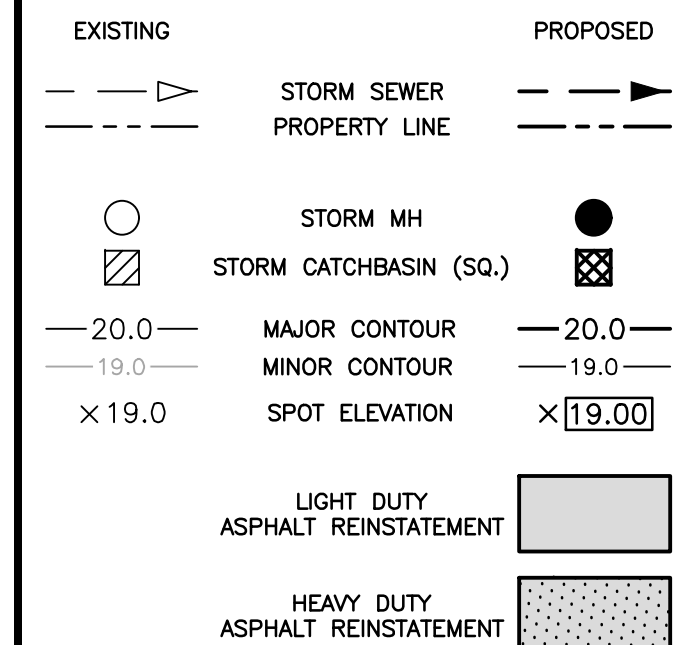 EXISTING PROPOSED
STORM SEWER
PROPERTY LINE
STORM MH
STORM CATCHBASIN (SQ.)
20.0 MAJOR CONTOUR 20.0
19.0 MINOR CONTOUR 19.0
×19.0 SPOT ELEVATION ×19.00
LIGHT DUTY
ASPHALT REINSTATEMENT
HEAVY DUTY
ASPHALT REINSTATEMENT